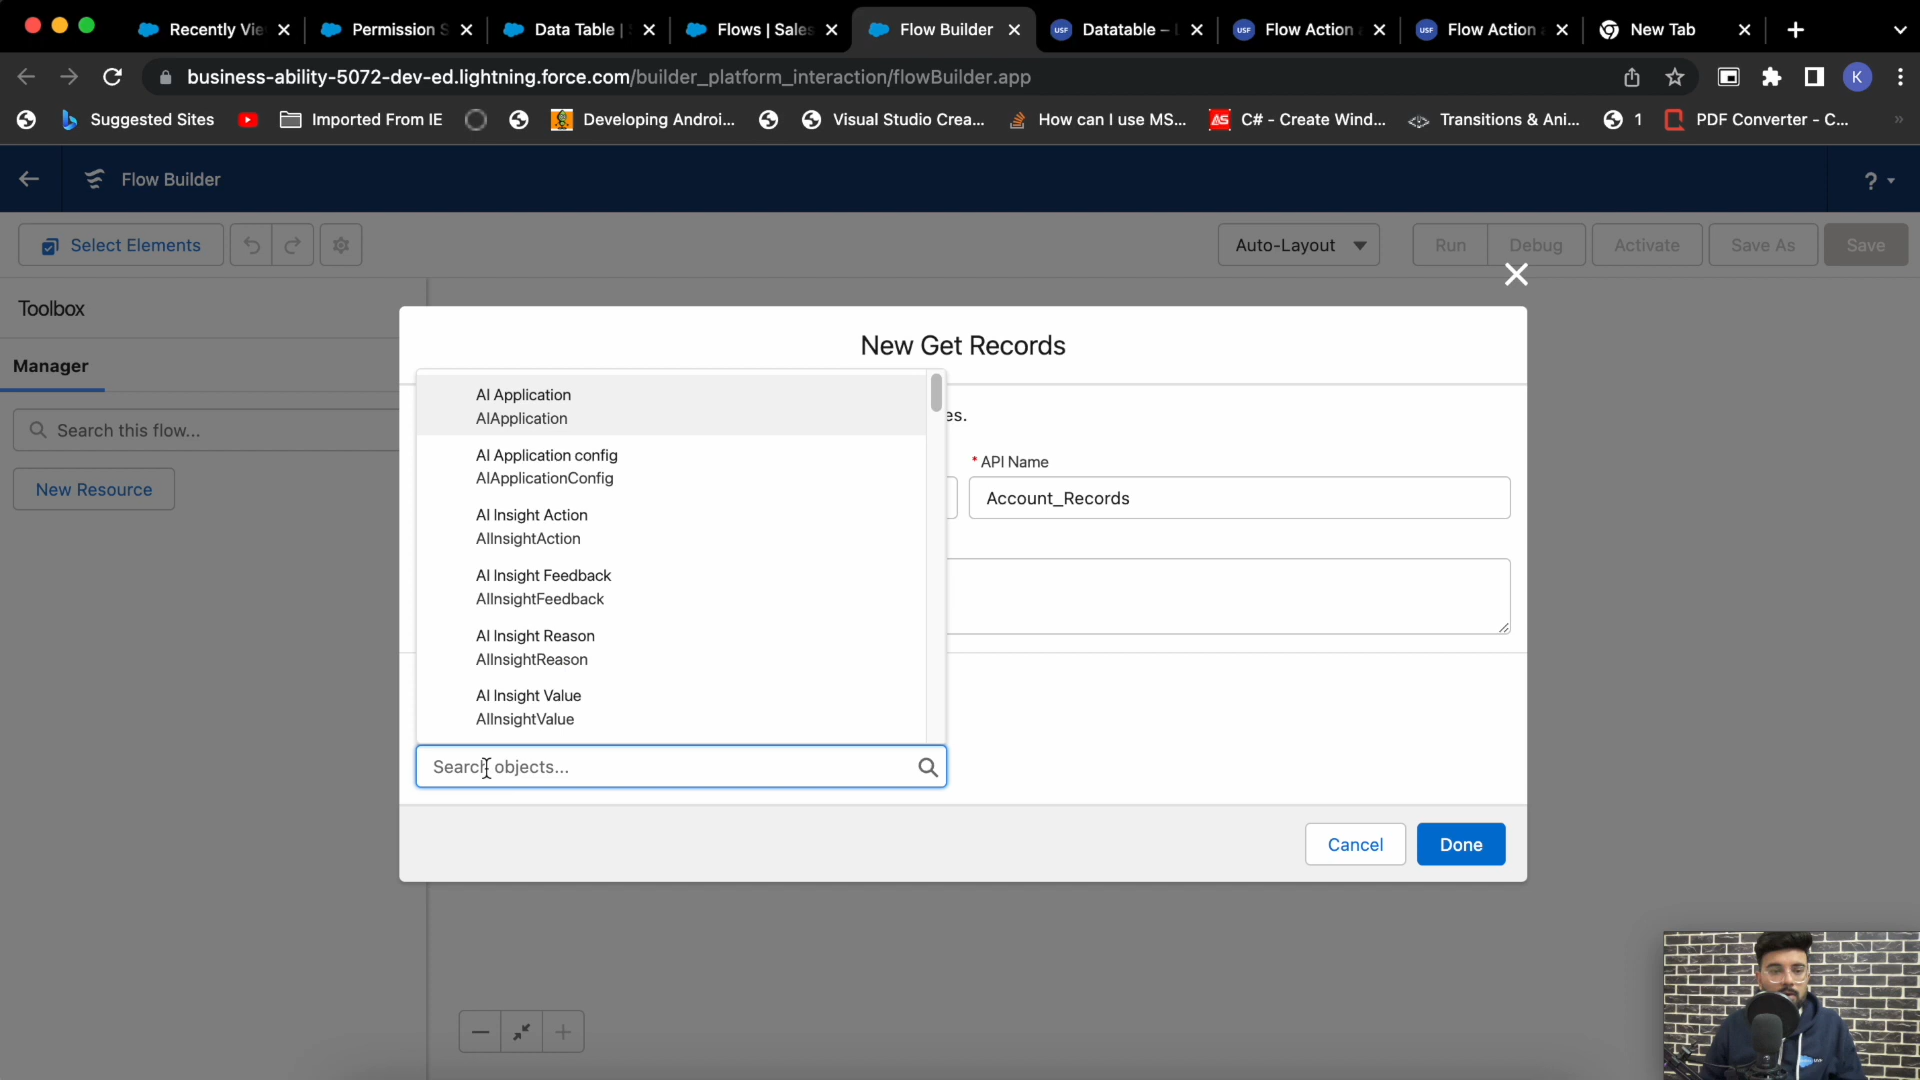 Recently Vie
Permission S
Data Table | S
Flows | Sales
Flow Builder
USF
Datatable – L
USF
Flow Action a
USF
Flow Action a
New Tab
business-ability-5072-dev-ed.lightning.force.com/builder_platform_interaction/flowBuilder.app
K
Suggested Sites
Imported From IE
Developing Androi...
Visual Studio Crea...
How can I use MS...
AS
C# - Create Wind...
Transitions & Ani...
1
PDF Converter - C...
»
Flow Builder
?
Select Elements
Auto-Layout
Run
Debug
Activate
Save As
Save
Toolbox
Manager
Search this flow...
New Resource
New Get Records
es.
AI Application
AIApplication
AI Application config
AIApplicationConfig
AI Insight Action
AIInsightAction
AI Insight Feedback
AIInsightFeedback
AI Insight Reason
AIInsightReason
AI Insight Value
AIInsightValue
* API Name
Account_Records
Search objects...
Cancel
Done